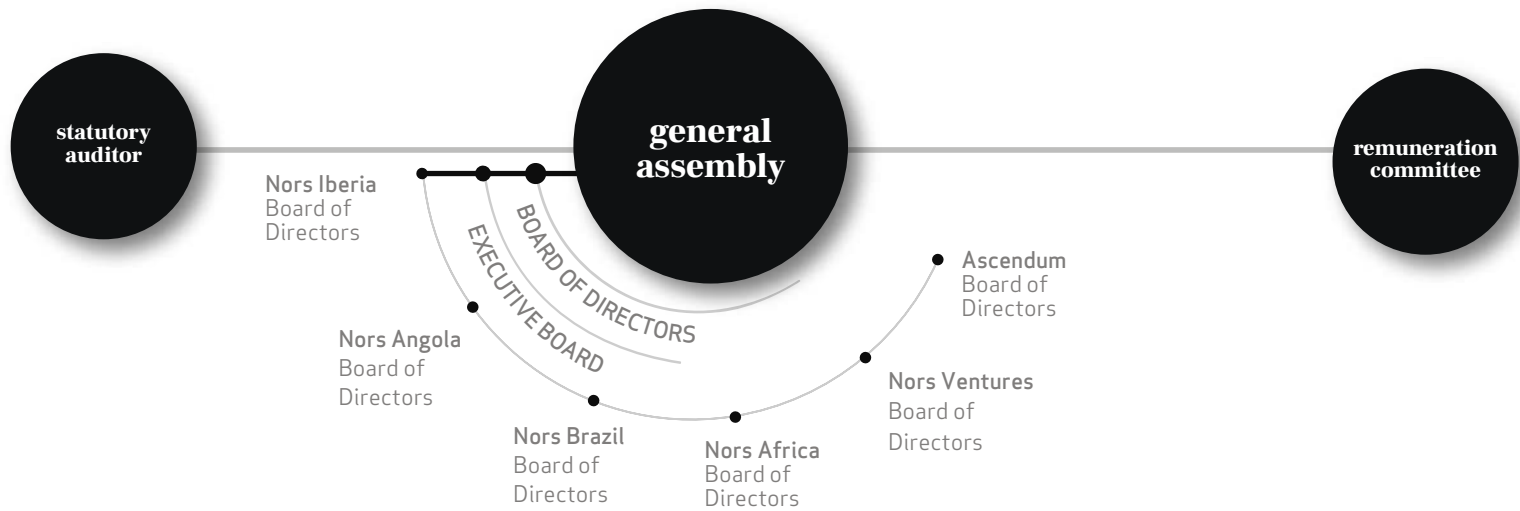 statutory
auditor
general
assembly
remuneration
committee
Nors Iberia
Board of
Directors
BOARD OF DIRECTORS
EXECUTIVE BOARD
Ascendum
Board of
Directors
Nors Angola
Board of
Directors
Nors Ventures
Board of
Directors
Nors Brazil
Board of
Directors
Nors Africa
Board of
Directors